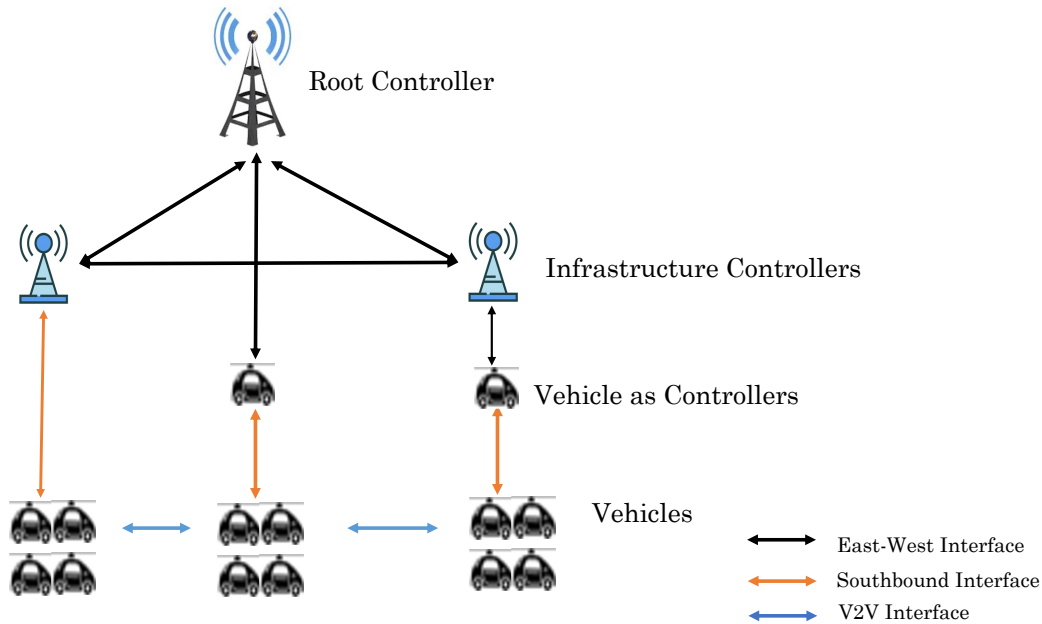 Root Controller
Infrastructure Controllers
Vehicle as Controllers
Vehicles
East-West Interface
Southbound Interface
V2V Interface